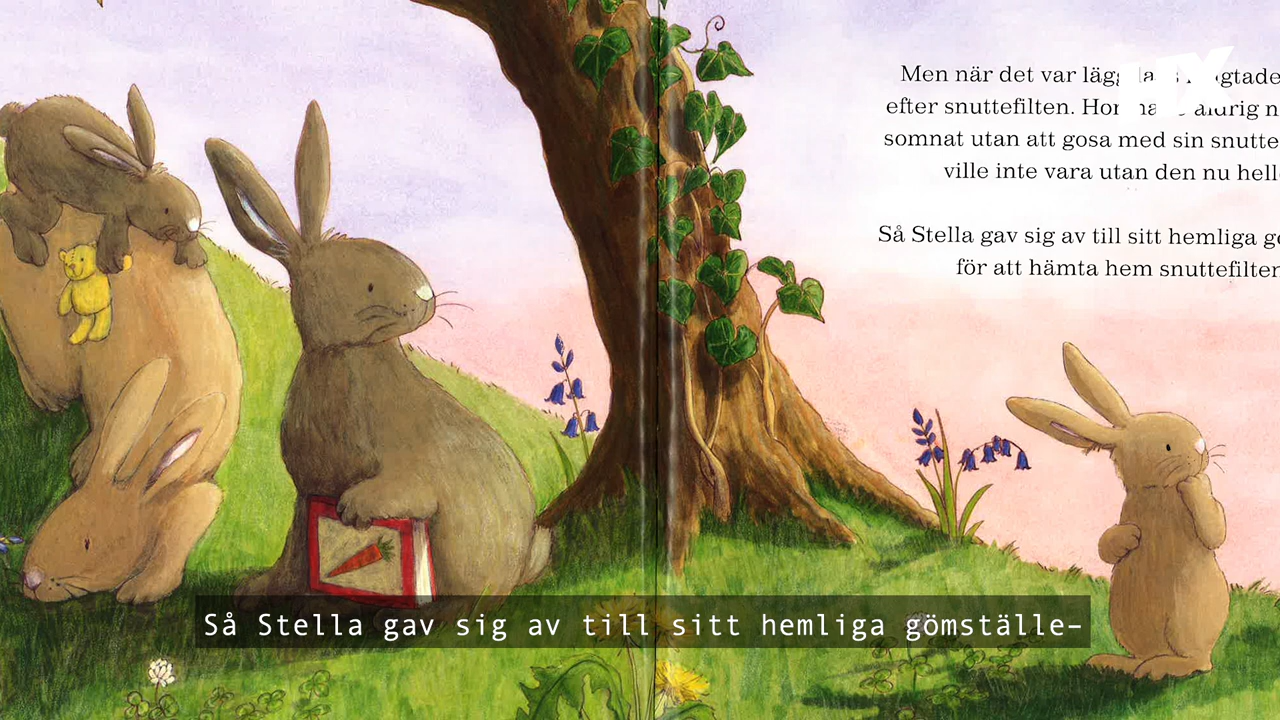 Men när det var
efter snuttefilten.
somnat utan att gosa med sin
ville inte vara utan den nu
Så Stella gav sig av till sitt hemliga
för att hämta hem snuttefilten
Så Stella gav sig av till sitt hemliga gömställe–